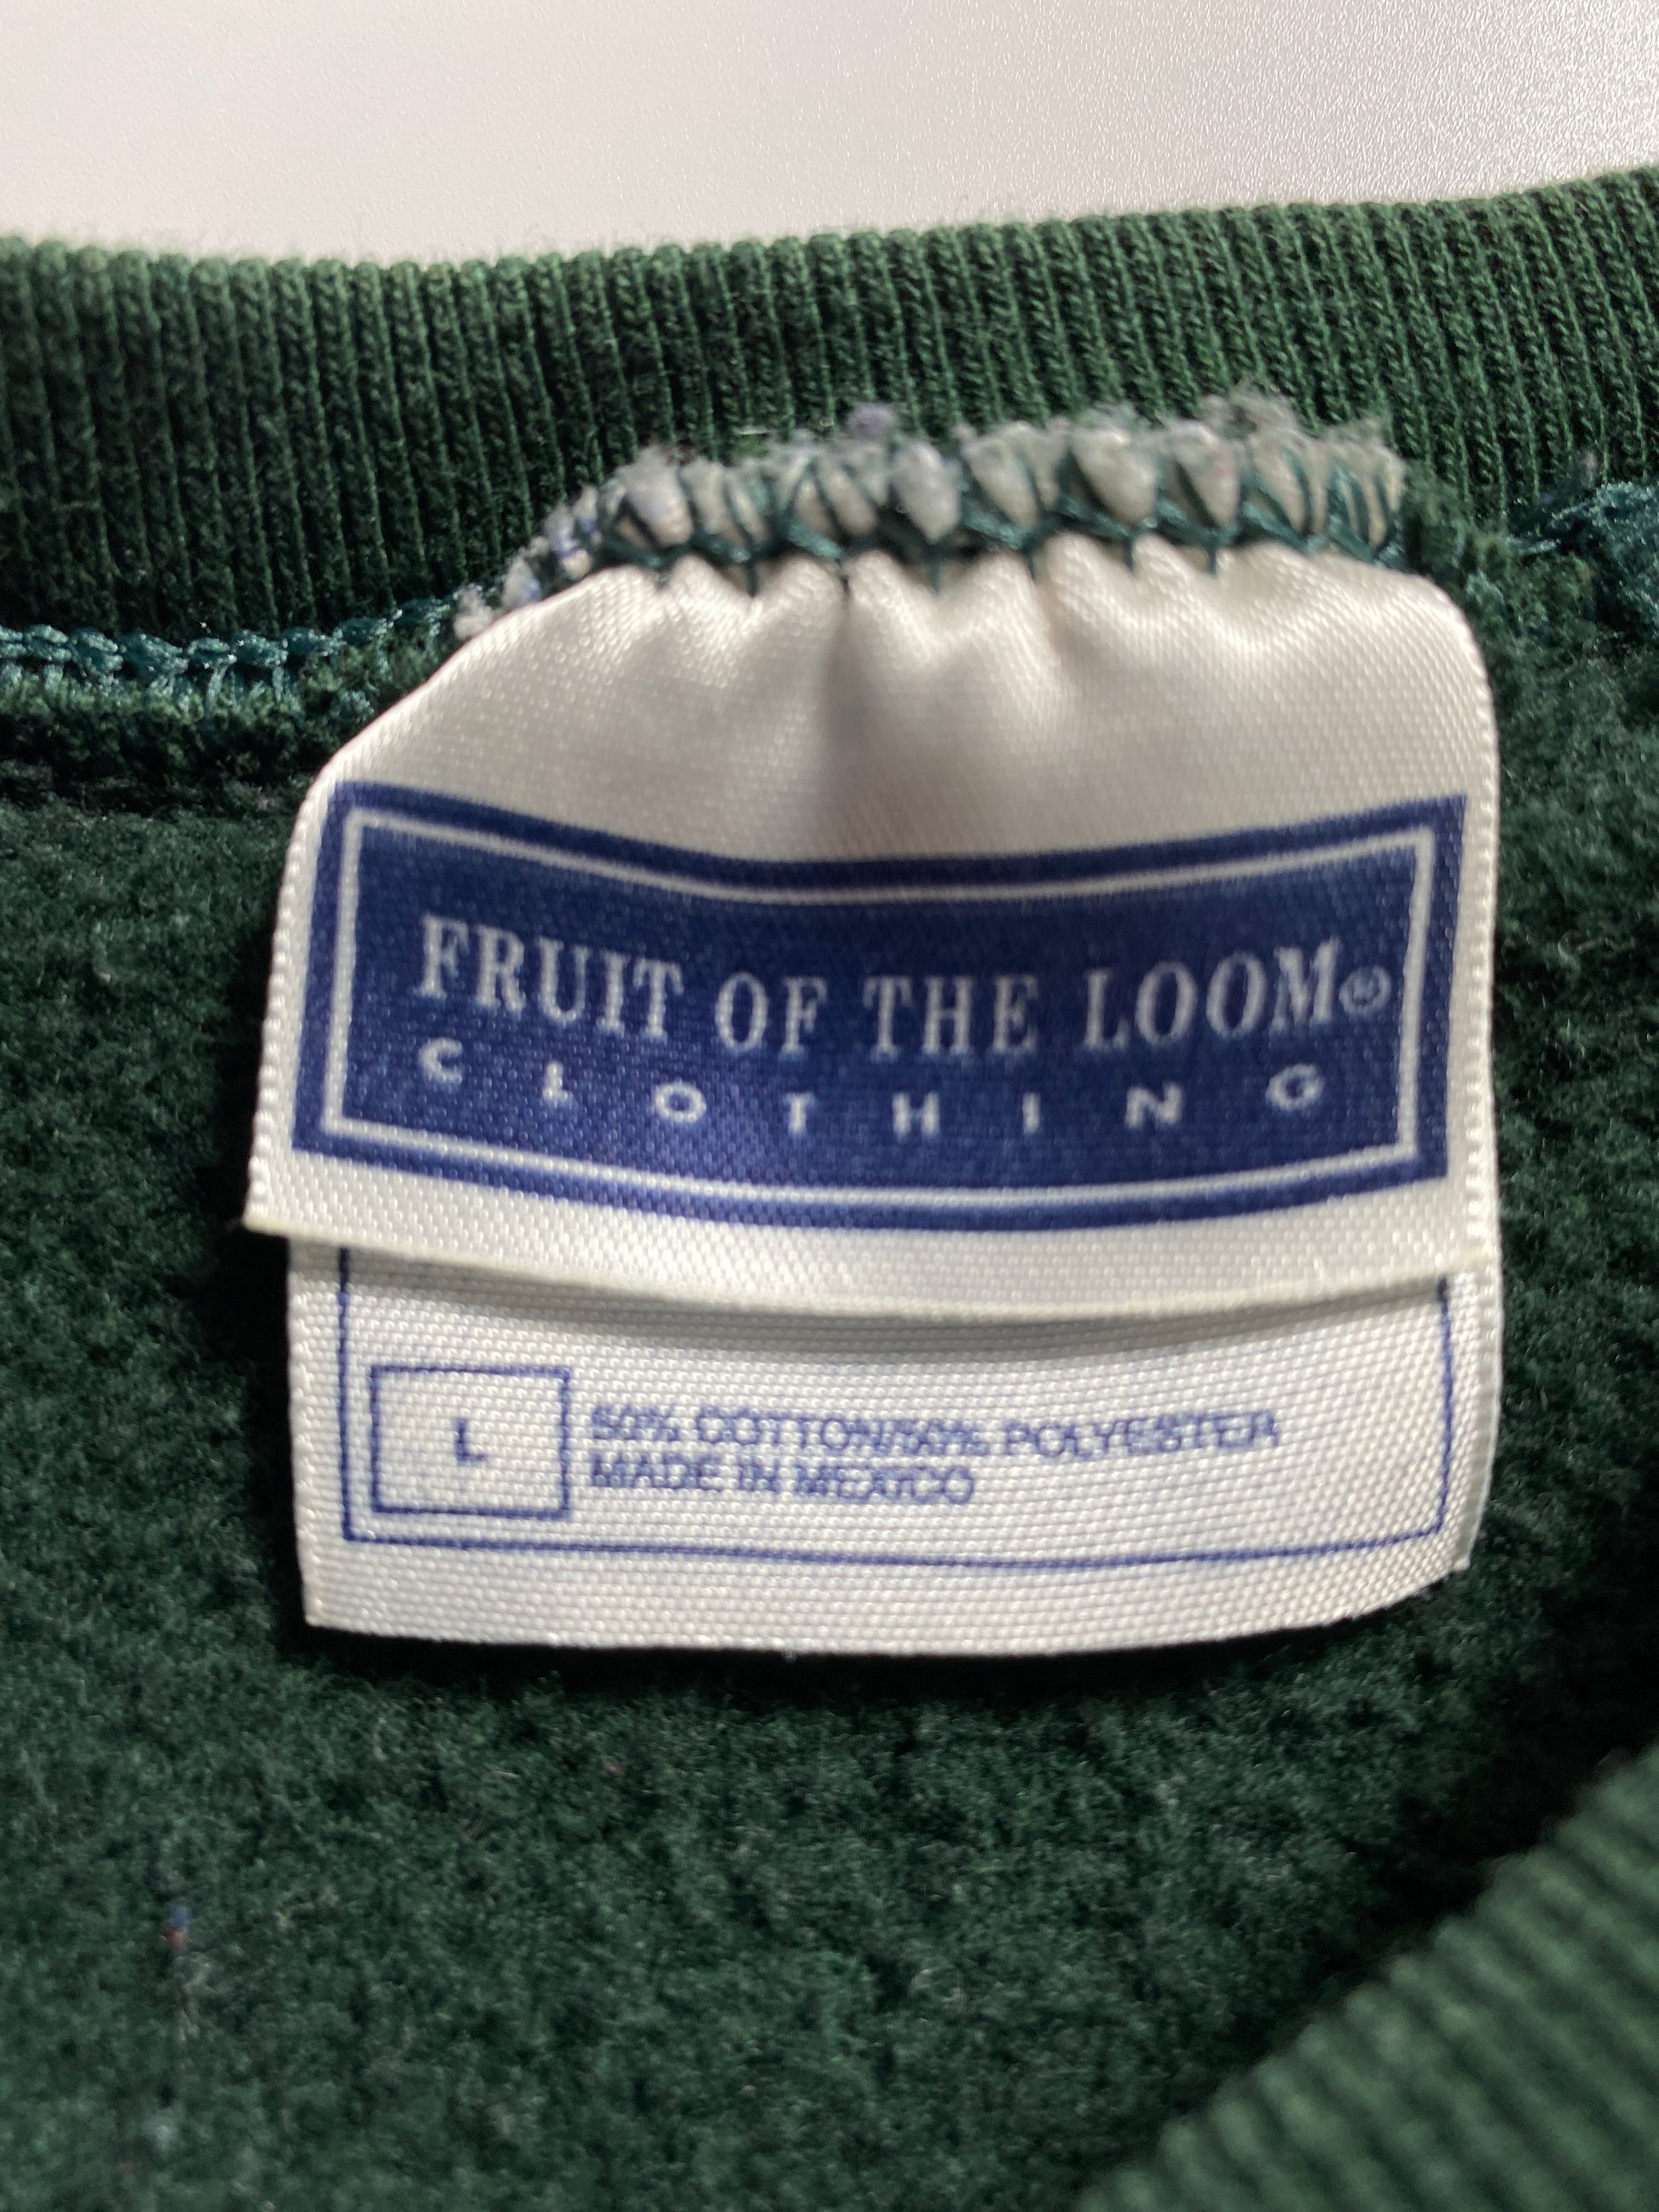 FRUIT OF THE LOOM®
CLOTHING
L
50% COTTON/50% POLYESTER
MADE IN MEXICO